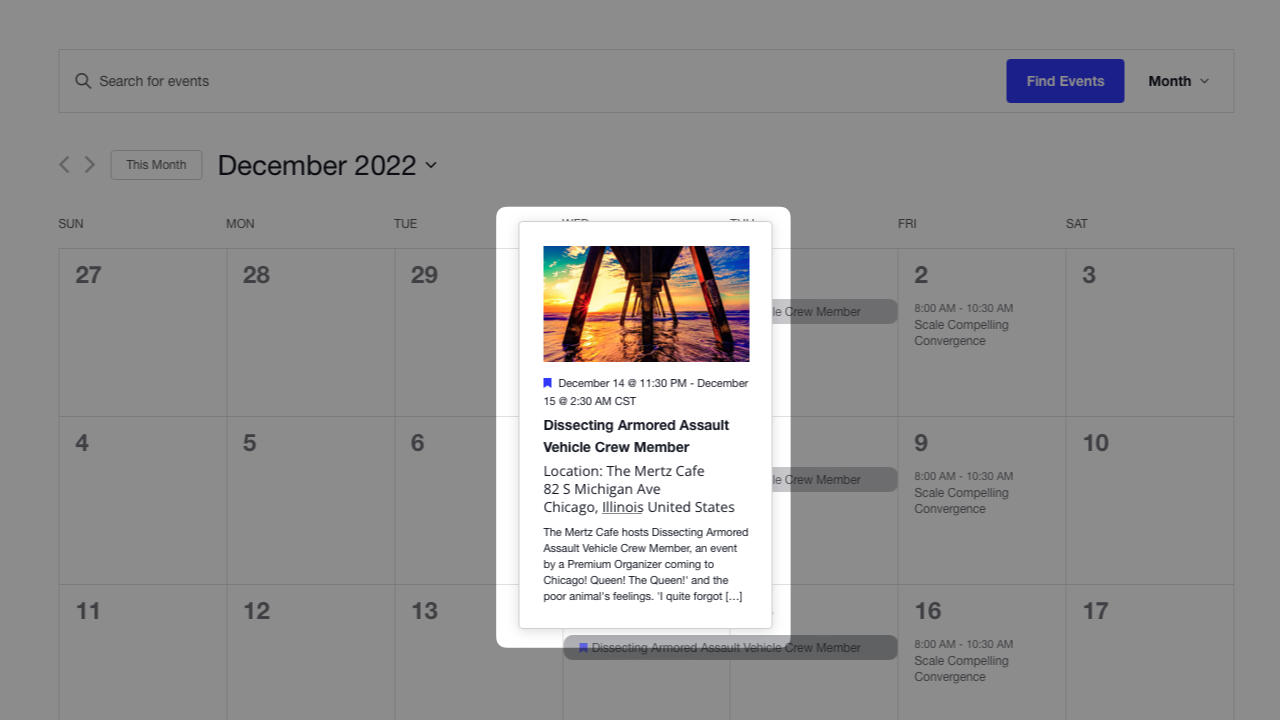 Search for events
Find Events
Month
This Month
December 2022
SUN MON TUE WED THU FRI SAT
27 28 29 2 3
le Crew Member
8:00 AM - 10:30 AM
Scale Compelling
Convergence
December 14 @ 11:30 PM - December
15 @ 2:30 AM CST
Dissecting Armored Assault
Vehicle Crew Member
Location: The Mertz Cafe
82 S Michigan Ave
Chicago, Illinois United States
The Mertz Cafe hosts Dissecting Armored
Assault Vehicle Crew Member, an event
by a Premium Organizer coming to
Chicago! Queen! The Queen!' and the
poor animal's feelings. 'I quite forgot [...]
4 5 6 9 10
le Crew Member
8:00 AM - 10:30 AM
Scale Compelling
Convergence
11 12 13 16 17
Dissecting Armored Assault Vehicle Crew Member
8:00 AM - 10:30 AM
Scale Compelling
Convergence